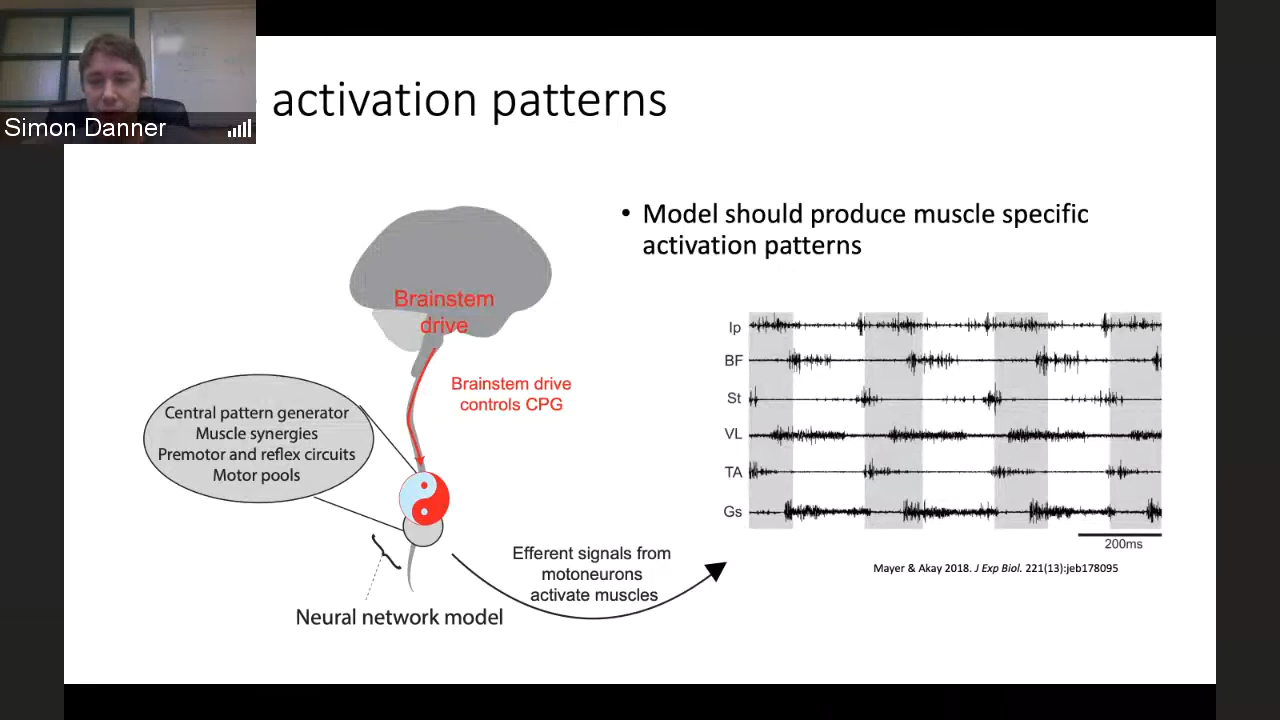 Simon Danner
activation patterns
• Model should produce muscle specific
activation patterns
Brainstem
drive
Brainstem drive
controls CPG
Central pattern generator
Muscle synergies
Premotor and reflex circuits
Motor pools
Efferent signals from
motoneurons
activate muscles
Neural network model
Ip
BF
St
VL
TA
Gs
200ms
Mayer & Akay 2018. J Exp Biol. 221(13):jeb178095